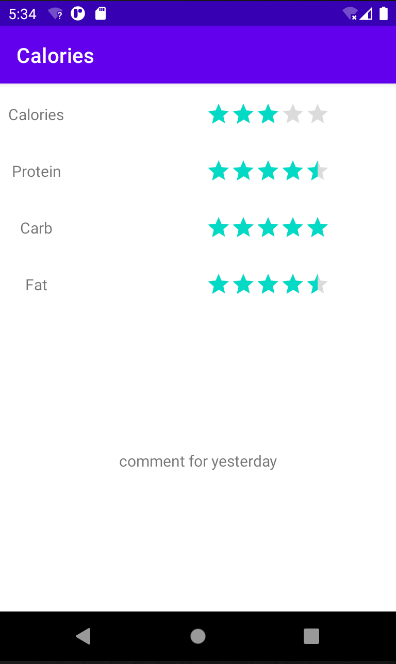 5:34
Calories
Calories
Protein
Carb
Fat
comment for yesterday